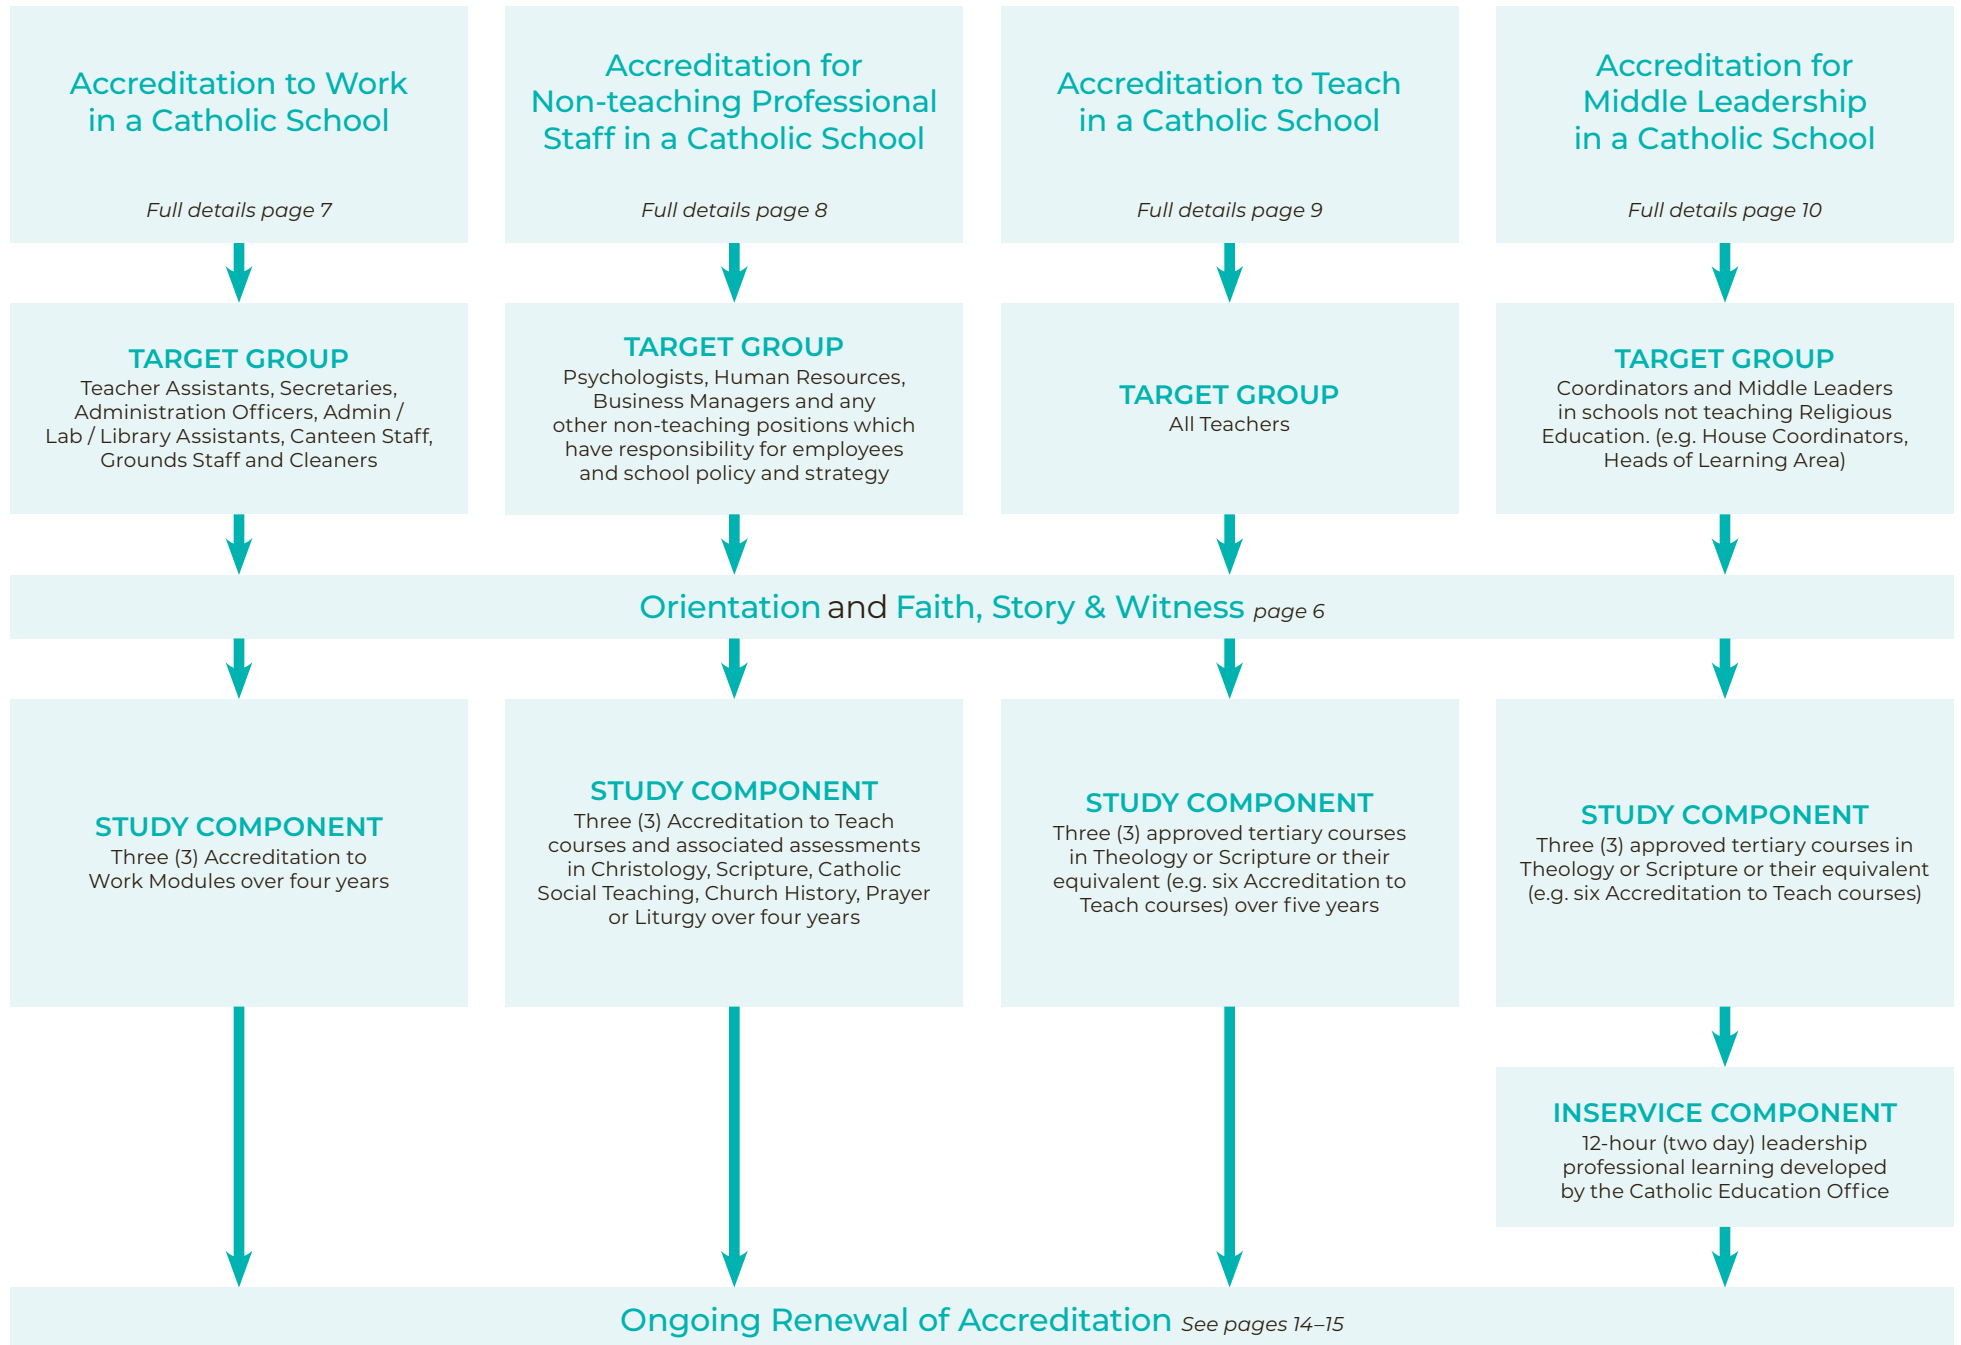 Accreditation to Work
in a Catholic School
Full details page 7
Accreditation for
Non-teaching Professional
Staff in a Catholic School
Full details page 8
Accreditation to Teach
in a Catholic School
Full details page 9
Accreditation for
Middle Leadership
in a Catholic School
Full details page 10
TARGET GROUP
Teacher Assistants, Secretaries,
Administration Officers, Admin /
Lab / Library Assistants, Canteen Staff,
Grounds Staff and Cleaners
TARGET GROUP
Psychologists, Human Resources,
Business Managers and any
other non-teaching positions which
have responsibility for employees
and school policy and strategy
TARGET GROUP
All Teachers
TARGET GROUP
Coordinators and Middle Leaders
in schools not teaching Religious
Education. (e.g. House Coordinators,
Heads of Learning Area)
Orientation and Faith, Story & Witness page 6
STUDY COMPONENT
Three (3) Accreditation to
Work Modules over four years
STUDY COMPONENT
Three (3) Accreditation to Teach
courses and associated assessments
in Christology, Scripture, Catholic
Social Teaching, Church History, Prayer
or Liturgy over four years
STUDY COMPONENT
Three (3) approved tertiary courses
in Theology or Scripture or their
equivalent (e.g. six Accreditation to
Teach courses) over five years
STUDY COMPONENT
Three (3) approved tertiary courses in
Theology or Scripture or their equivalent
(e.g. six Accreditation to Teach courses)
INSERVICE COMPONENT
12-hour (two day) leadership
professional learning developed
by the Catholic Education Office
Ongoing Renewal of Accreditation See pages 14–15